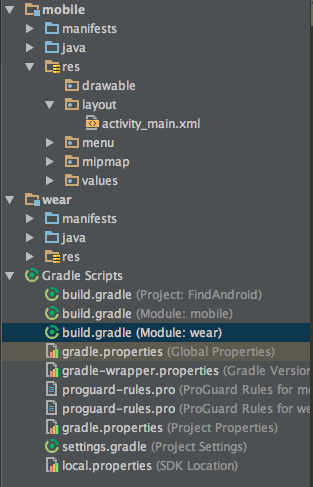 mobile
manifests
java
res
drawable
layout
activity_main.xml
menu
mipmap
values
wear
manifests
java
res
Gradle Scripts
build.gradle (Project: FindAndroid)
build.gradle (Module: mobile)
build.gradle (Module: wear)
gradle.properties (Global Properties)
gradle-wrapper.properties (Gradle Version
proguard-rules.pro (ProGuard Rules for mo
proguard-rules.pro (ProGuard Rules for we
gradle.properties (Project Properties)
settings.gradle (Project Settings)
local.properties (SDK Location)